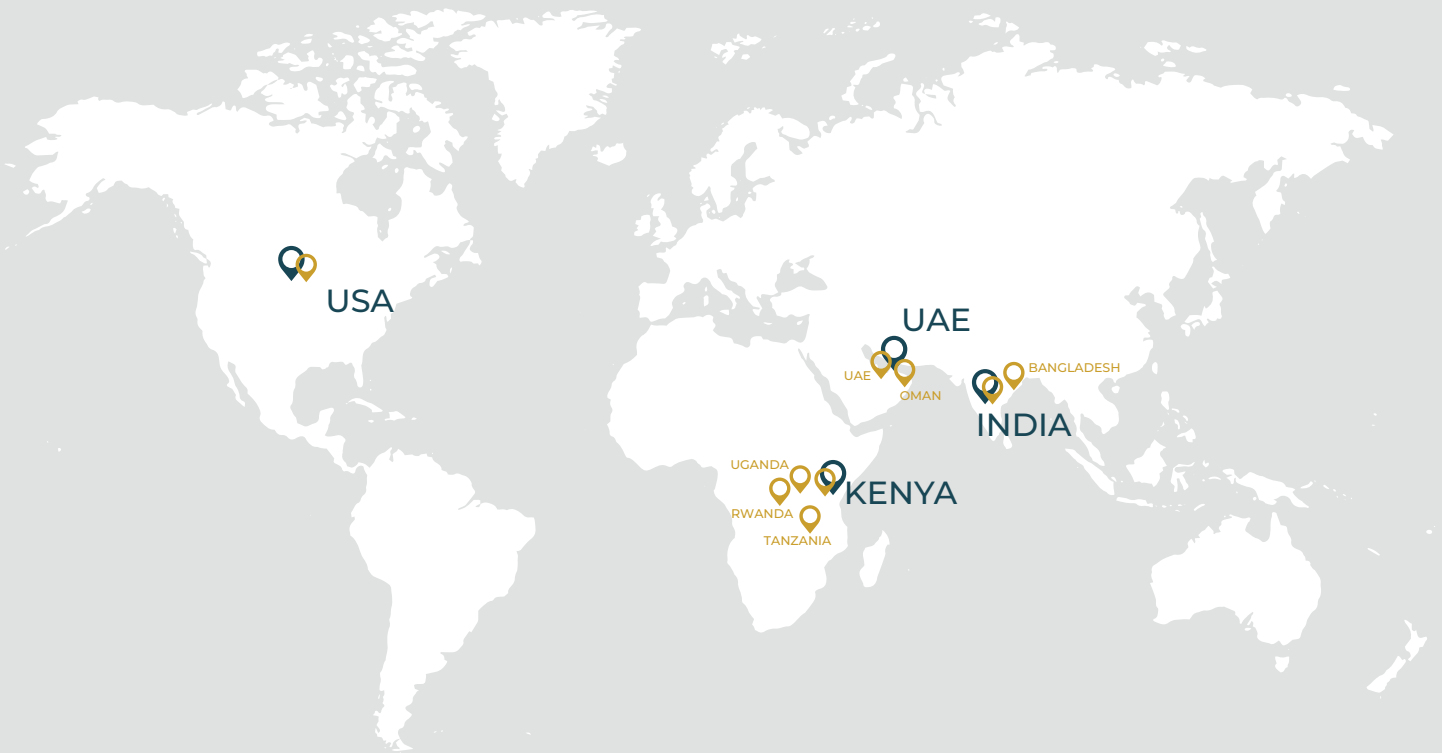 USA
UAE
UAE
OMAN
BANGLADESH
INDIA
UGANDA
KENYA
RWANDA
TANZANIA